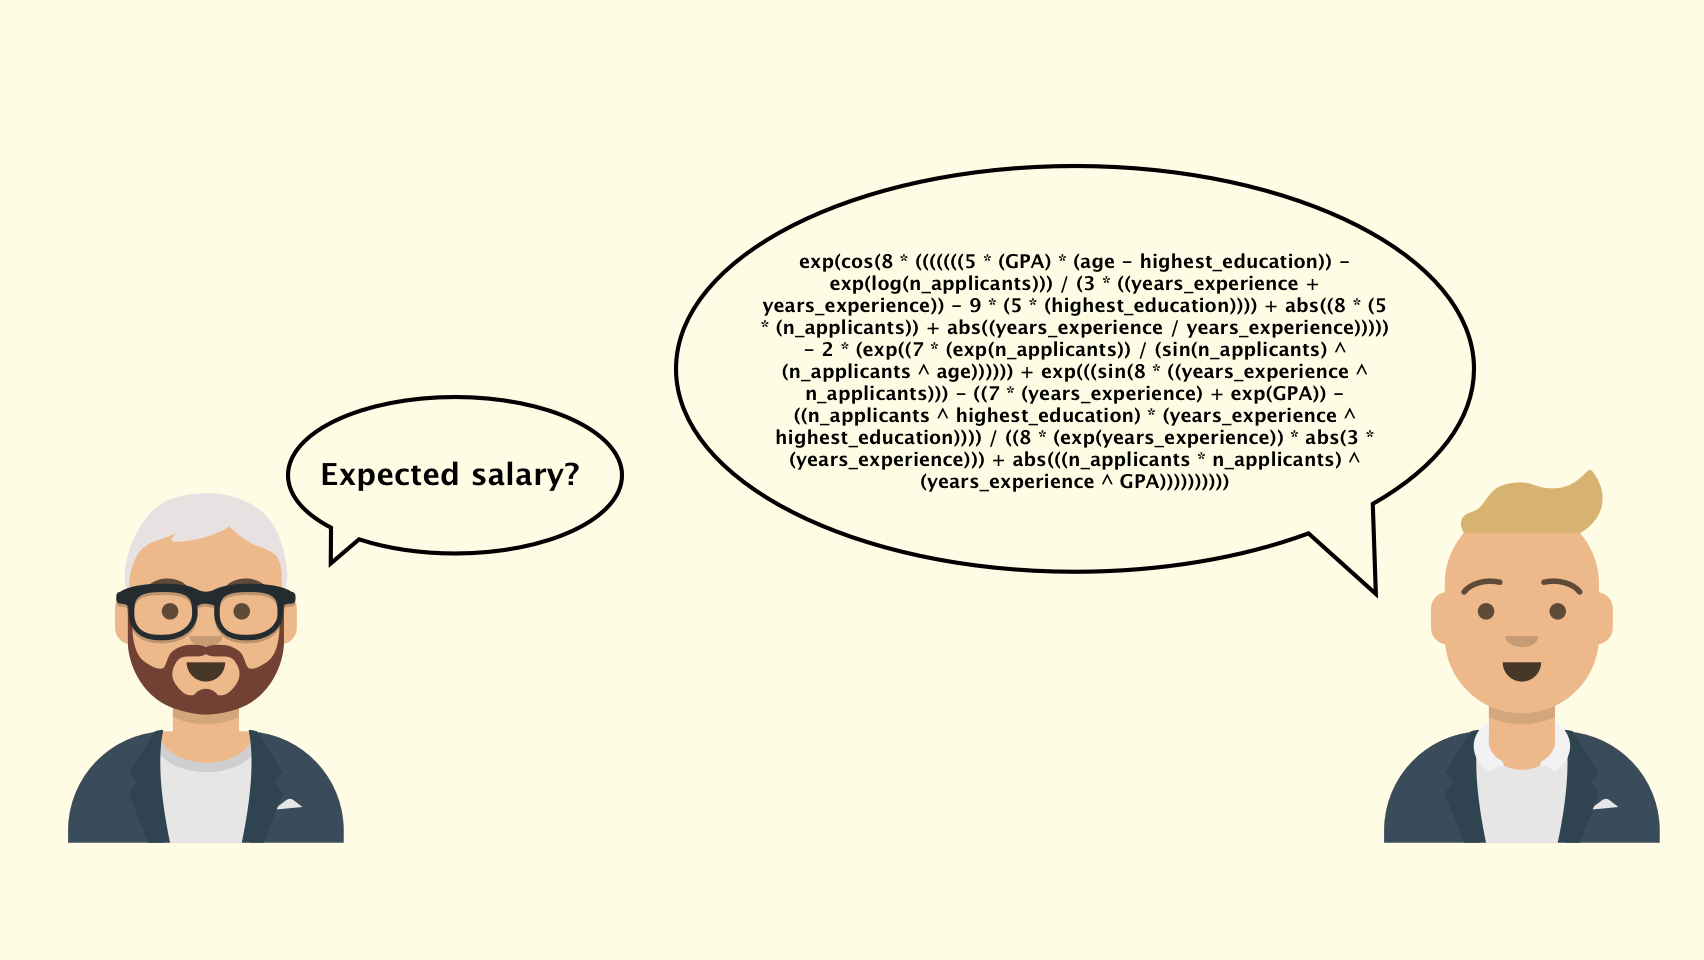 Expected salary?
exp(cos(8 * (((((((5 * (GPA) * (age – highest_education)) –
exp(log(n_applicants))) / (3 * ((years_experience +
years_experience)) – 9 * (5 * (highest_education)))) + abs((8 * (5
* (n_applicants)) + abs((years_experience / years_experience)))))
– 2 * (exp((7 * (exp(n_applicants)) / (sin(n_applicants) ^
(n_applicants ^ age)))))) + exp(((sin(8 * ((years_experience ^
n_applicants))) – ((7 * (years_experience) + exp(GPA)) –
((n_applicants ^ highest_education) * (years_experience ^
highest_education)))) / ((8 * (exp(years_experience)) * abs(3 *
(years_experience))) + abs(((n_applicants * n_applicants) ^
(years_experience ^ GPA))))))))))